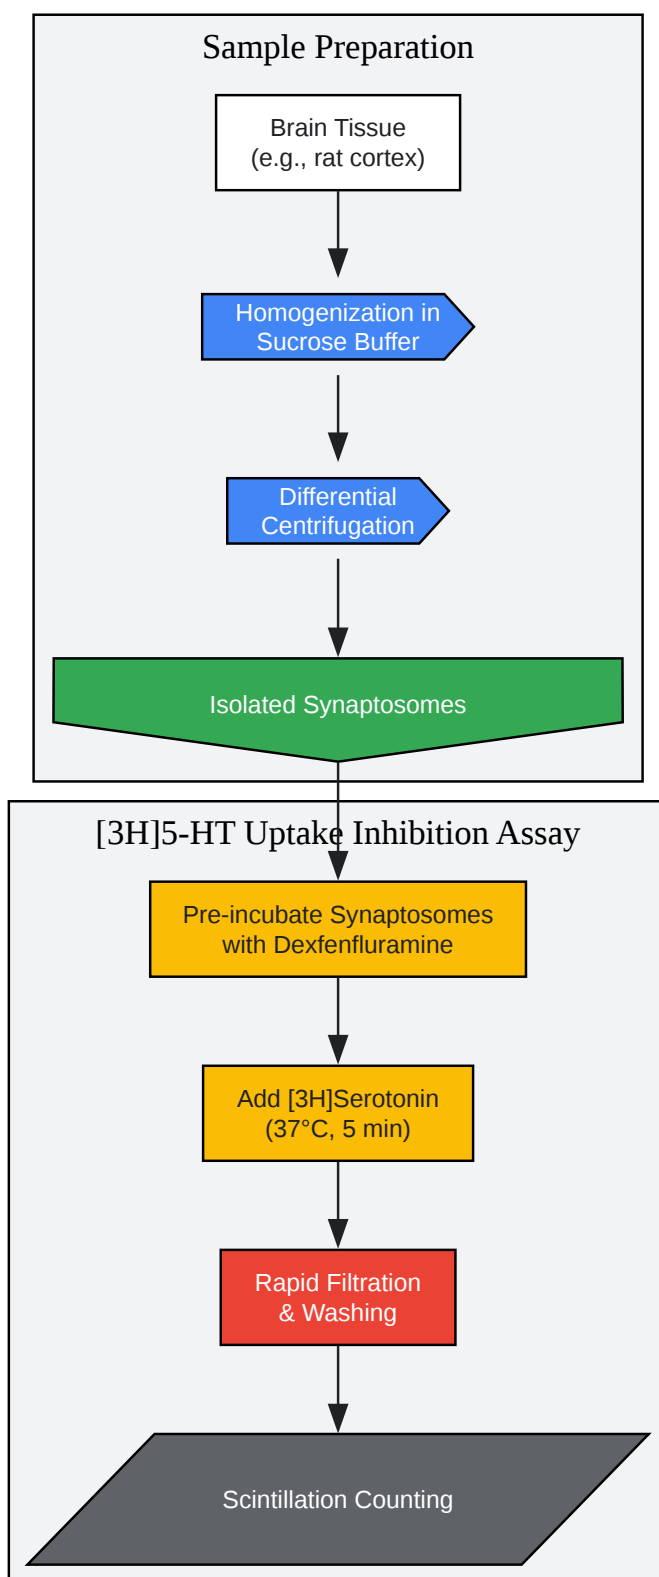 Sample Preparation
Brain Tissue
(e.g., rat cortex)
Homogenization in
Sucrose Buffer
Differential
Centrifugation
Isolated Synaptosomes
[3H]5-HT Uptake Inhibition Assay
Pre-incubate Synaptosomes
with Dexfenfluramine
Add [3H]Serotonin
(37°C, 5 min)
Rapid Filtration
& Washing
Scintillation Counting